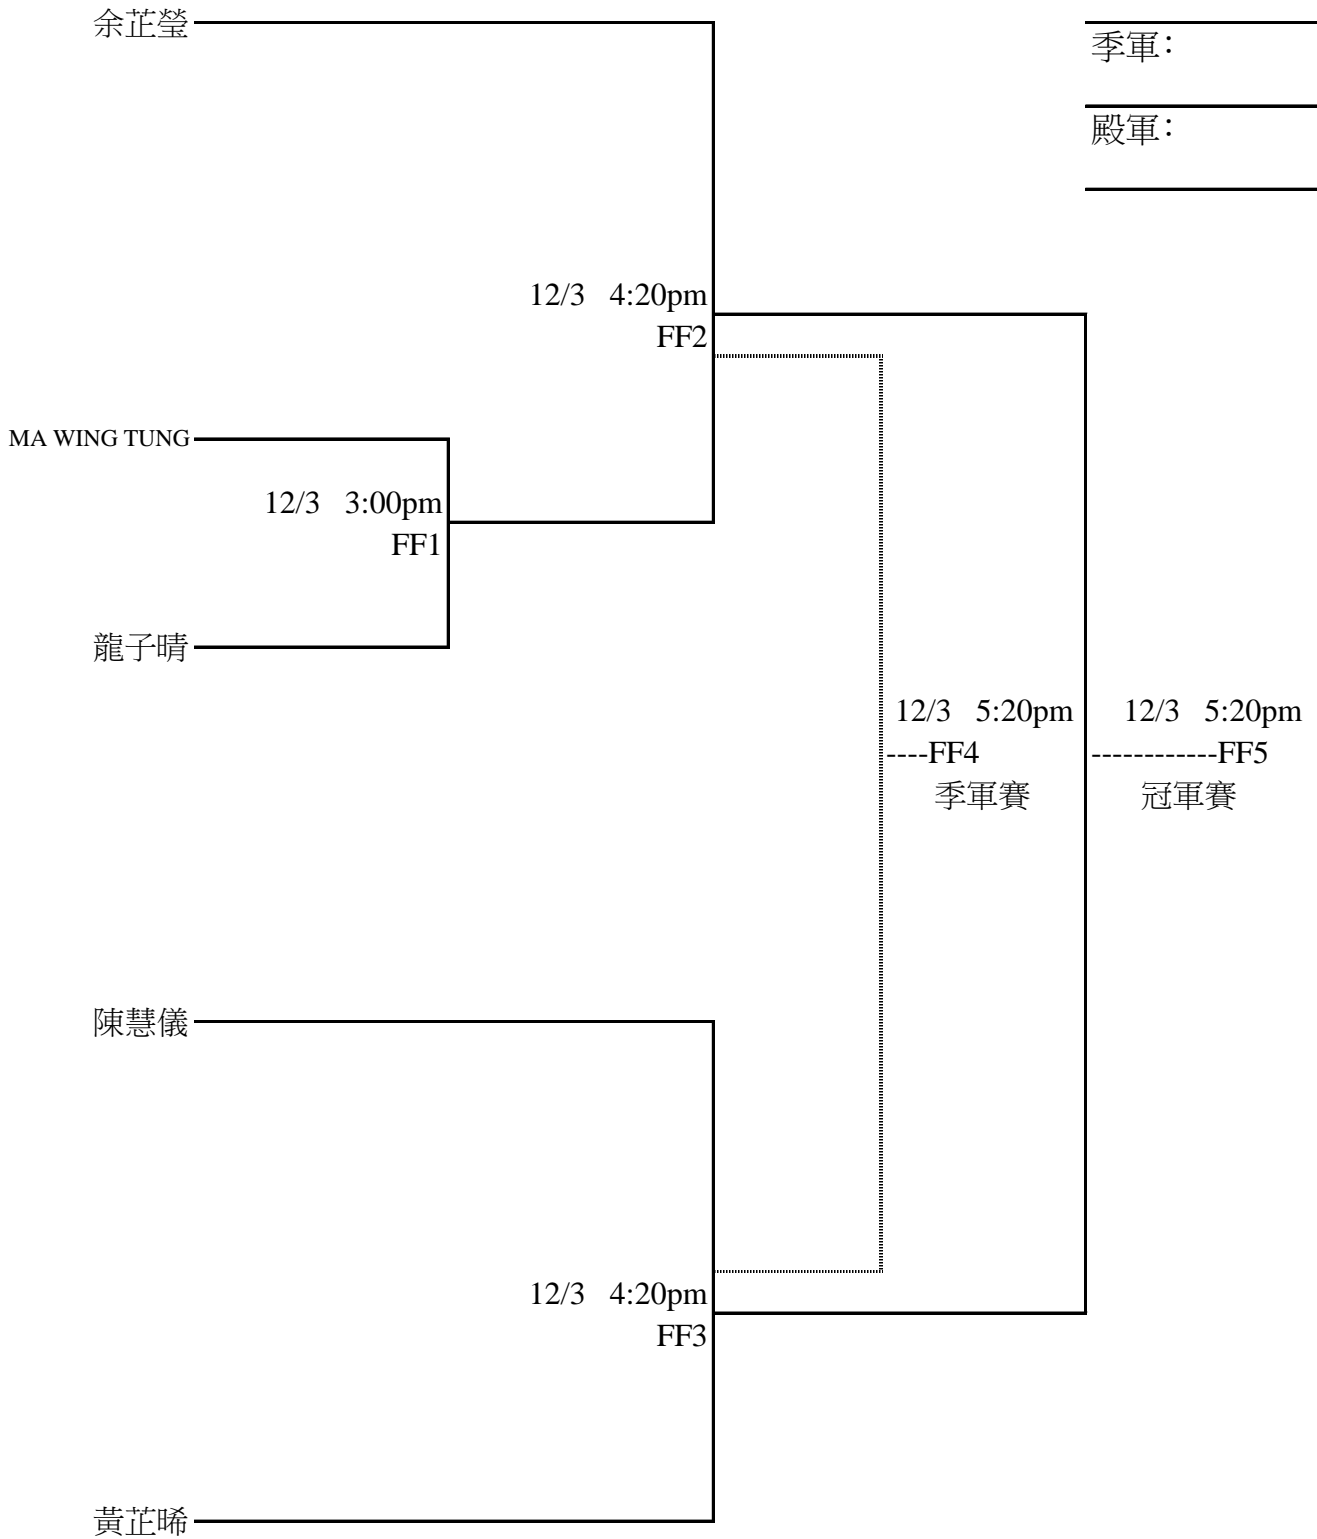 余芷瑩
季軍：
殿軍：
12/3 4:20pm
FF2
MA WING TUNG
12/3 3:00pm
FF1
龍子晴
12/3 5:20pm
12/3 5:20pm
----FF4
------------FF5
季軍賽
冠軍賽
陳慧儀
12/3 4:20pm
FF3
黃芷晞